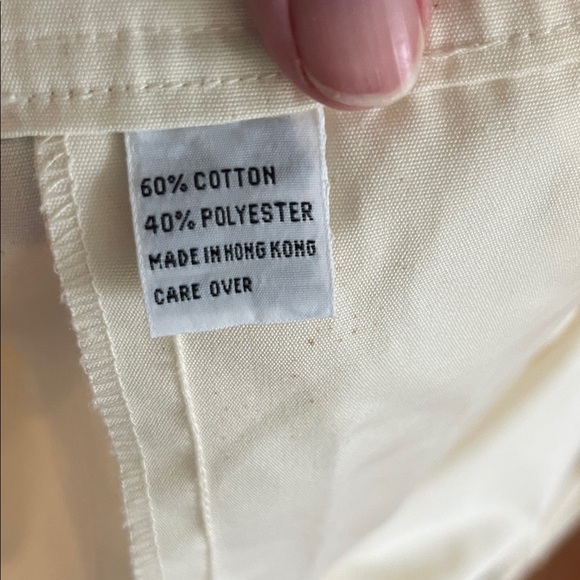 60% COTTON
40% POLYESTER
MADE IN HONG KONG
CARE OVER